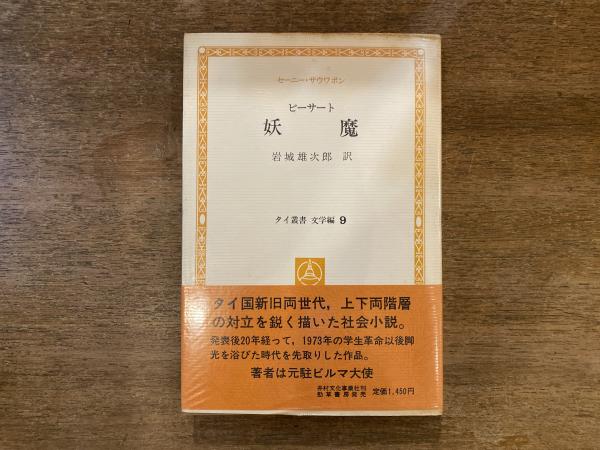 セーニー・サウワポン
ピーサート
妖魔
岩城雄次郎 訳
タイ叢書 文学編 9
タイ国新旧両世代，上下両階層
の対立を鋭く描いた社会小説。
発表後20年経って，1973年の学生革命以後脚
光を浴びた時代を先取りした作品。
著者は元駐ビルマ大使
井村文化事業社刊
勁草書房発売
定価1,450円